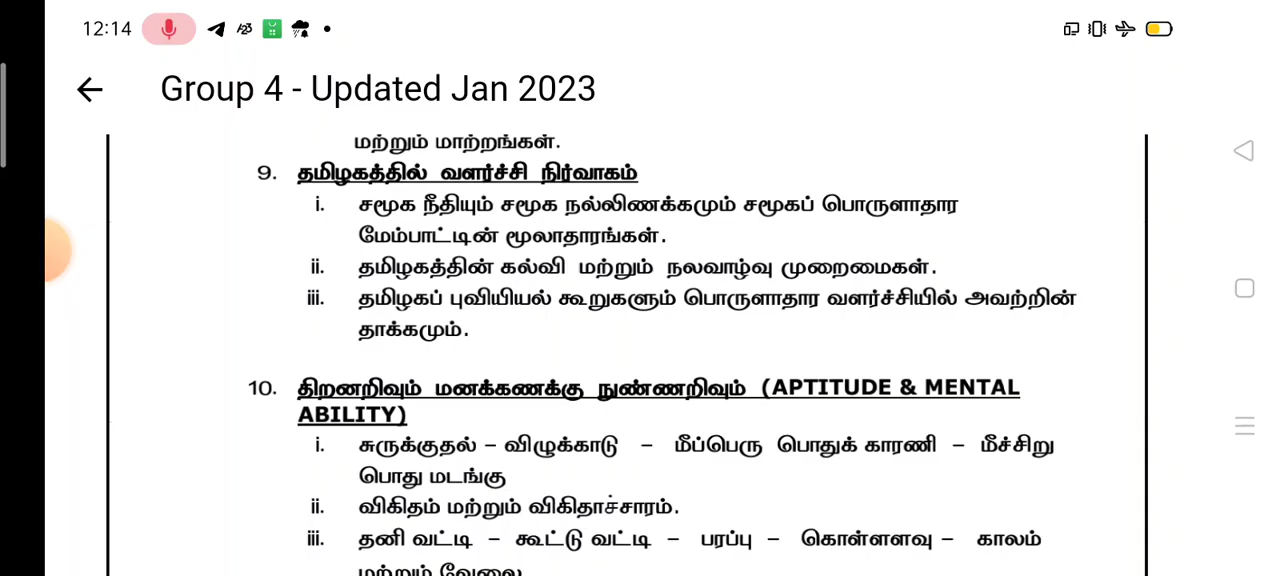 12:14
Group 4 - Updated Jan 2023
மற்றும் மாற்றங்கள்.
9. தமிழகத்தில் வளர்ச்சி நிர்வாகம்
i. சமூக நீதியும் சமூக நல்லிணக்கமும் சமூகப் பொருளாதார
மேம்பாட்டின் மூலாதாரங்கள்.
ii. தமிழகத்தின் கல்வி மற்றும் நலவாழ்வு முறைமைகள்.
iii. தமிழகப் புவியியல் கூறுகளும் பொருளாதார வளர்ச்சியில் அவற்றின்
தாக்கமும்.
10. திறனறிவும் மனக்கணக்கு நுண்ணறிவும் (APTITUDE & MENTAL
ABILITY)
i. சுருக்குதல் – விழுக்காடு – மீப்பெரு பொதுக் காரணி – மீச்சிறு
பொது மடங்கு
ii. விகிதம் மற்றும் விகிதாச்சாரம்.
iii. தனி வட்டி – கூட்டு வட்டி – பரப்பு – கொள்ளளவு – காலம்
மற்றும் வேலை